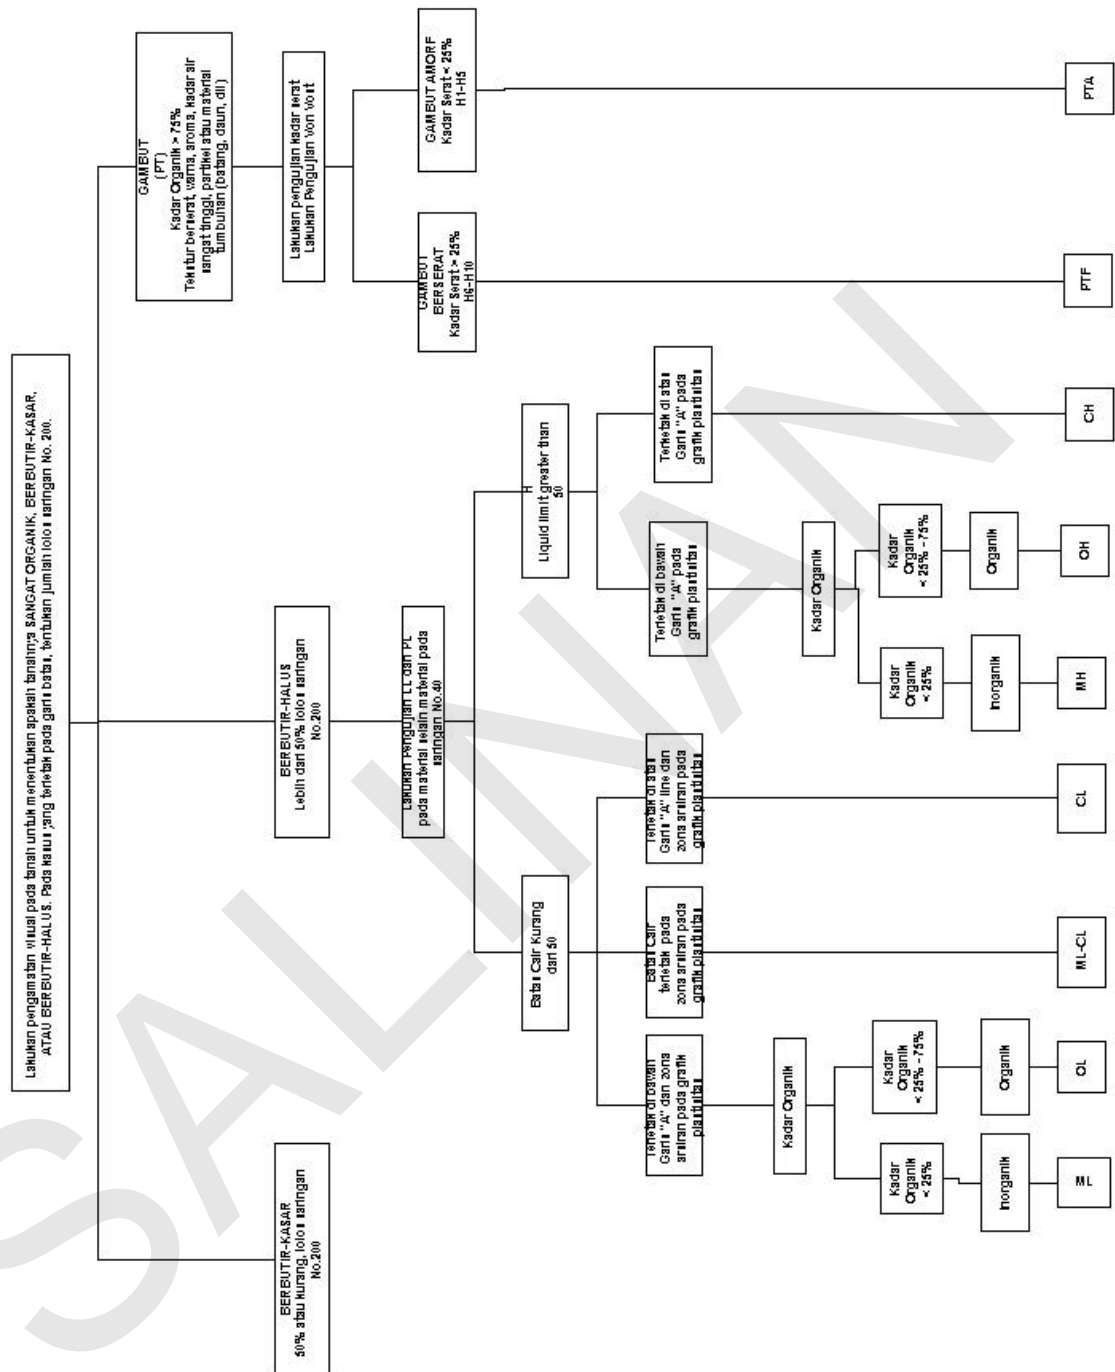 Lakukan pengamatan visual pada tanah untuk menentukan apakah tanahnya SANGAT ORGANIK, BERBUTIR-KASAR,
ATAU BERBUTIR-HALUS. Pada kasus yang terletak pada garis batas, tentukan jumlah lolos saringan No. 200.
BERBUTIR-KASAR
50% atau kurang, lolos saringan
No.200
BERBUTIR-HALUS
Lebih dari 50% lolos saringan
No.200
GAMBUT
(PT)
Kadar Organik > 75%
Tekstur berserat, warna, aroma, kadar air
sangat tinggi, partikel atau material
tumbuhan (batang, daun, dll)
Lakukan Pengujian LL dan PL
pada material selain material pada
saringan No.40
Lakukan pengujian kadar serat
Lakukan Pengujian Von Vost
Batas Cair Kurang
dari 50
H
Liquid limit greater than
50
GAMBUT
BERSERAT
Kadar Serat > 25%
H6-H10
GAMBUT AMORF
Kadar Serat < 25%
H1-H5
Terletak di bawah
Garis "A" dan zona
arsiran pada grafik
plastisitas
Batas Cair
terletak pada
zona arsiran pada
grafik plastisitas
Terletak di atas
Garis "A" line dan
zona arsiran pada
grafik plastisitas
Terletak di bawah
Garis "A" pada
grafik plastisitas
Terketak di atas
Garis "A" pada
grafik plastisitas
Kadar Organik
Kadar Organik
Kadar
Organik
< 25%
Kadar
Organik
< 25% - 75%
Kadar
Organik
< 25%
Kadar
Organik
< 25% - 75%
Inorganik
Organik
Inorganik
Organik
ML
OL
ML-CL
CL
MH
OH
CH
PTF
PTA
SALINAN